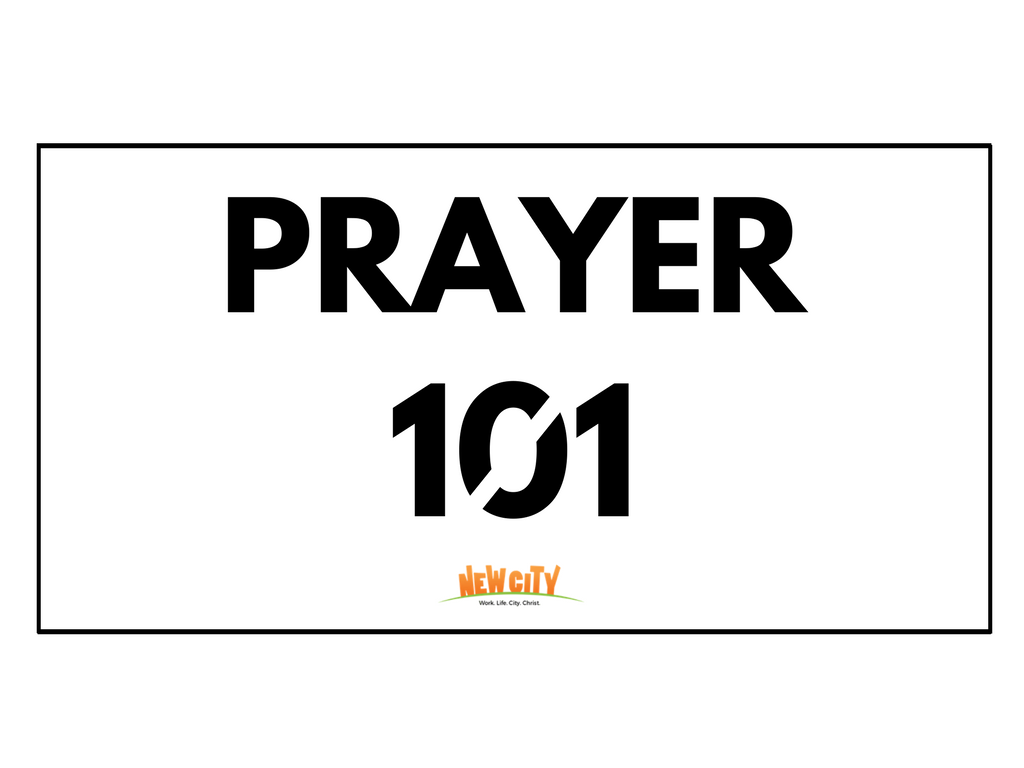 PRAYER
101
NEW CITY
Work. Life. City. Christ.